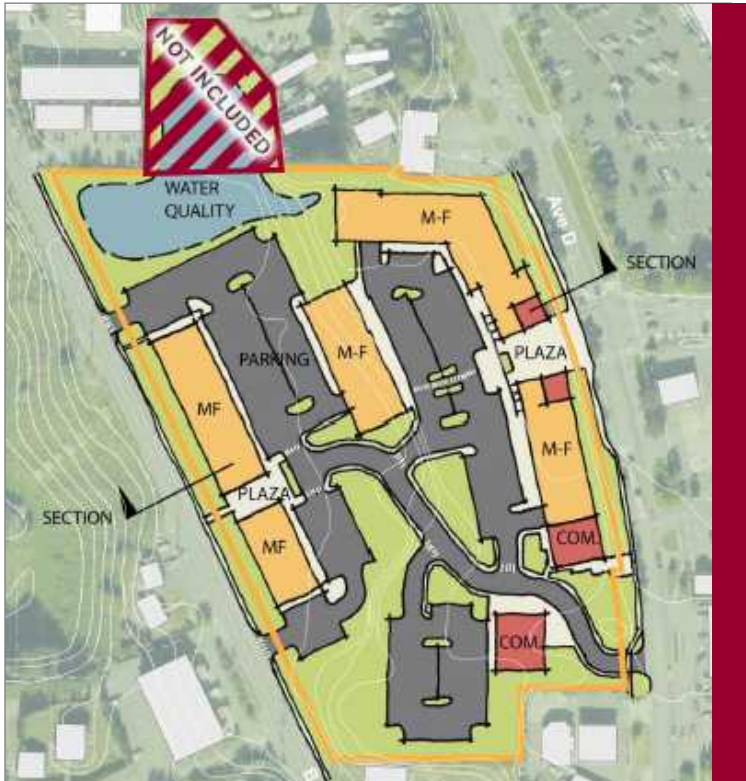 NOT INCLUDED
WATER
QUALITY
M-F
Ave D
SECTION
PLAZA
M-F
PARKING
MF
M-F
PLAZA
SECTION
MF
COM.
COM.
B